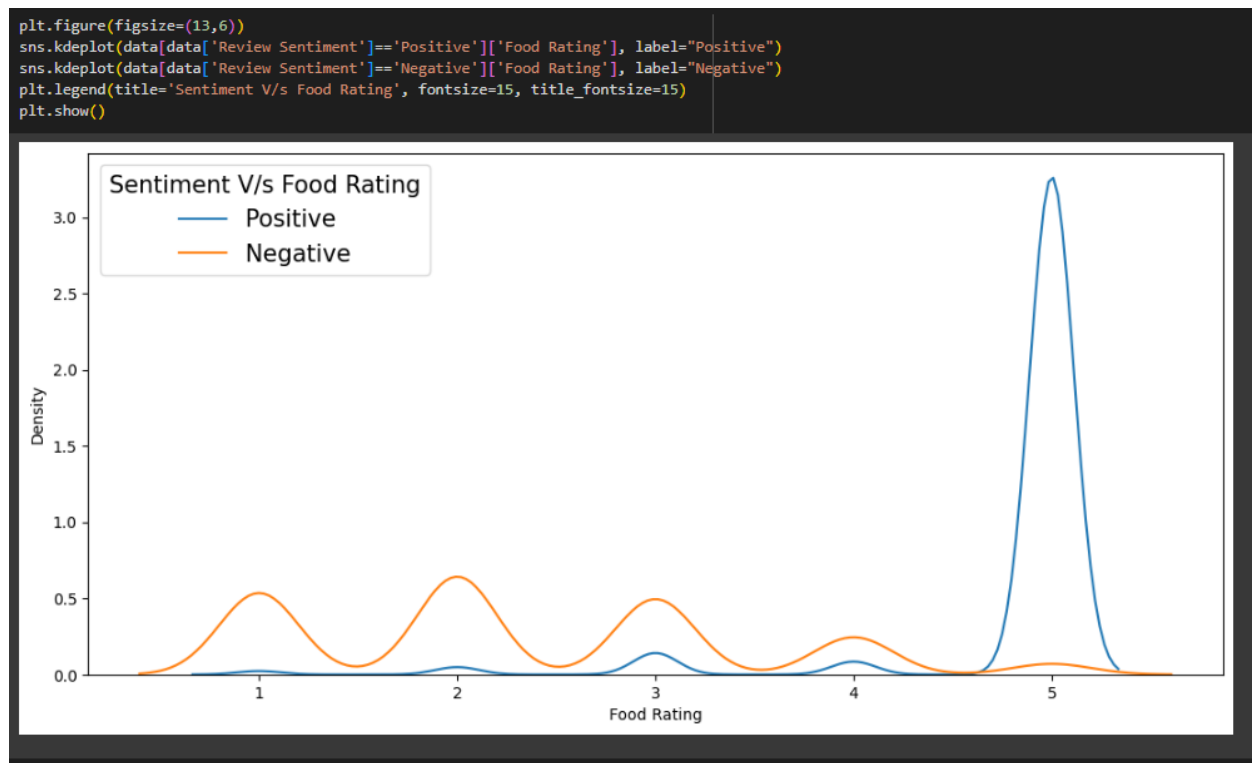 plt.figure(figsize=(13,6))
sns.kdeplot(data[data['Review Sentiment']=='Positive']['Food Rating'], label="Positive")
sns.kdeplot(data[data['Review Sentiment']=='Negative']['Food Rating'], label="Negative")
plt.legend(title='Sentiment V/s Food Rating', fontsize=15, title_fontsize=15)
plt.show()
Sentiment V/s Food Rating
Positive
Negative
3.0
2.5
2.0
1.5
1.0
0.5
0.0
Density
1 2 3 4 5
Food Rating